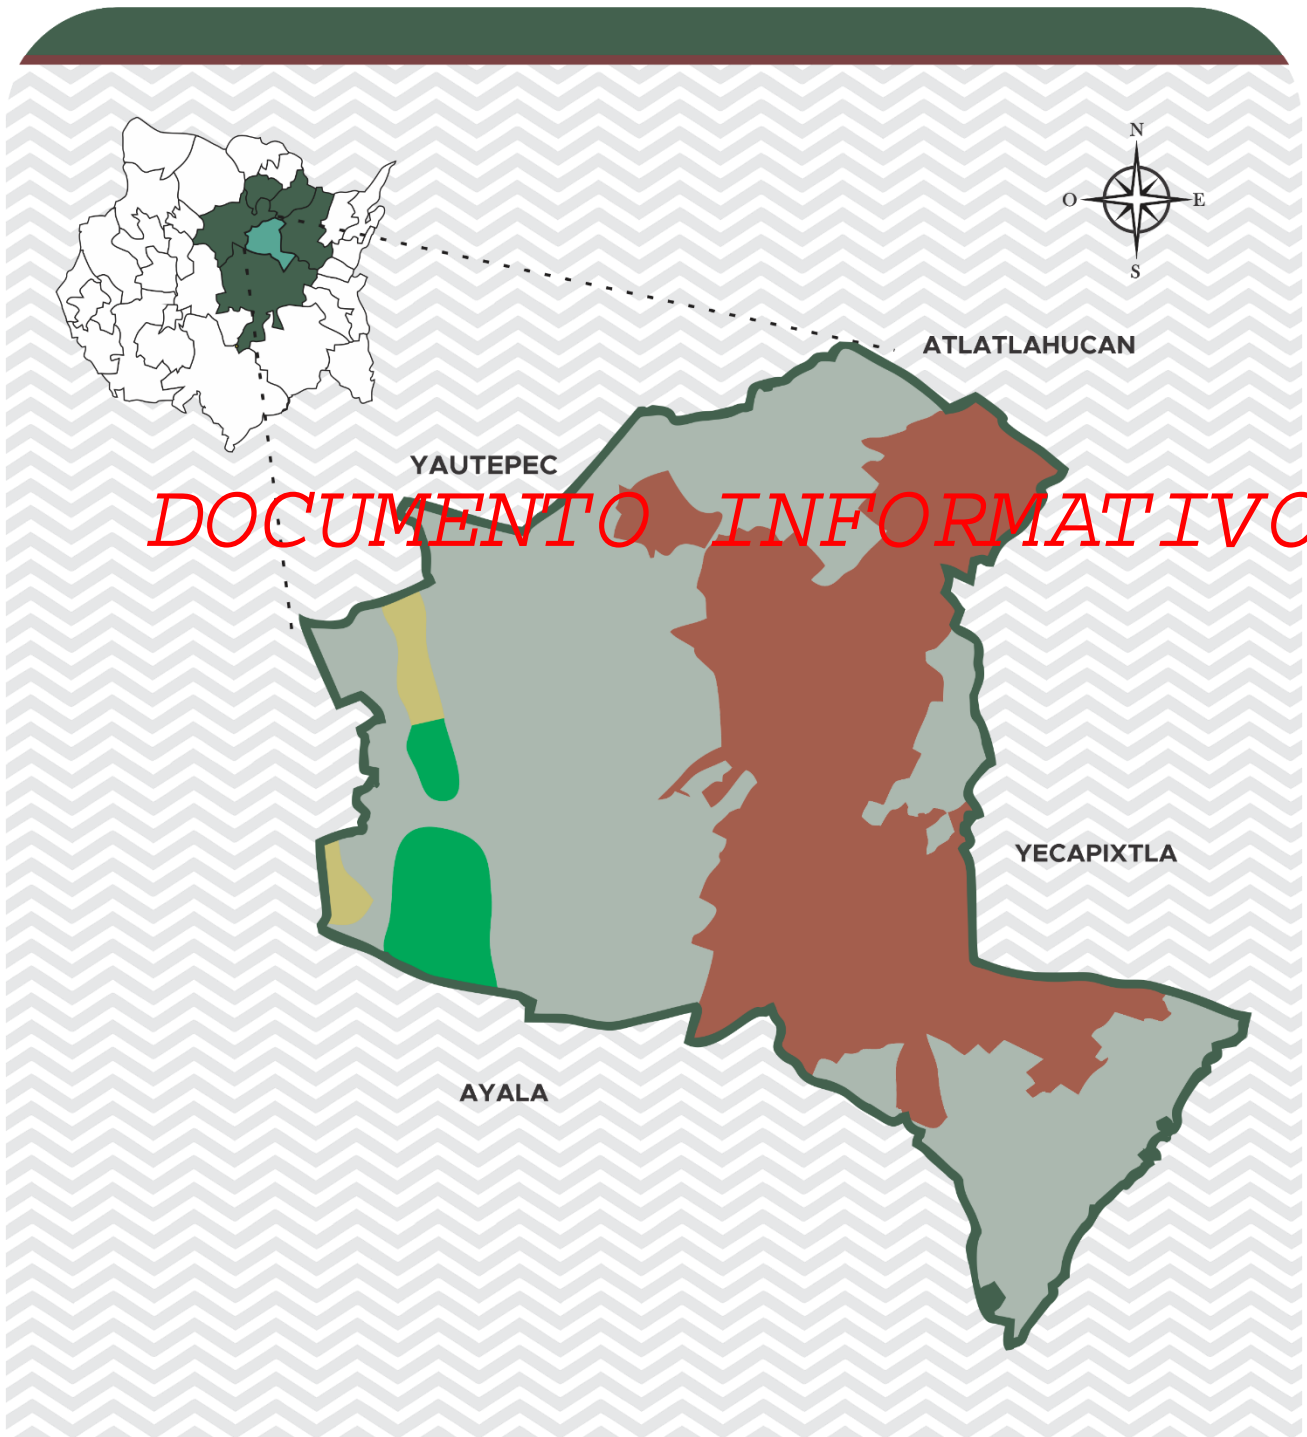 N
O E
S
ATLATLAHUCAN
YAUTEPEC
DOCUMENTO INFORMATIVO
YECAPIXTLA
AYALA